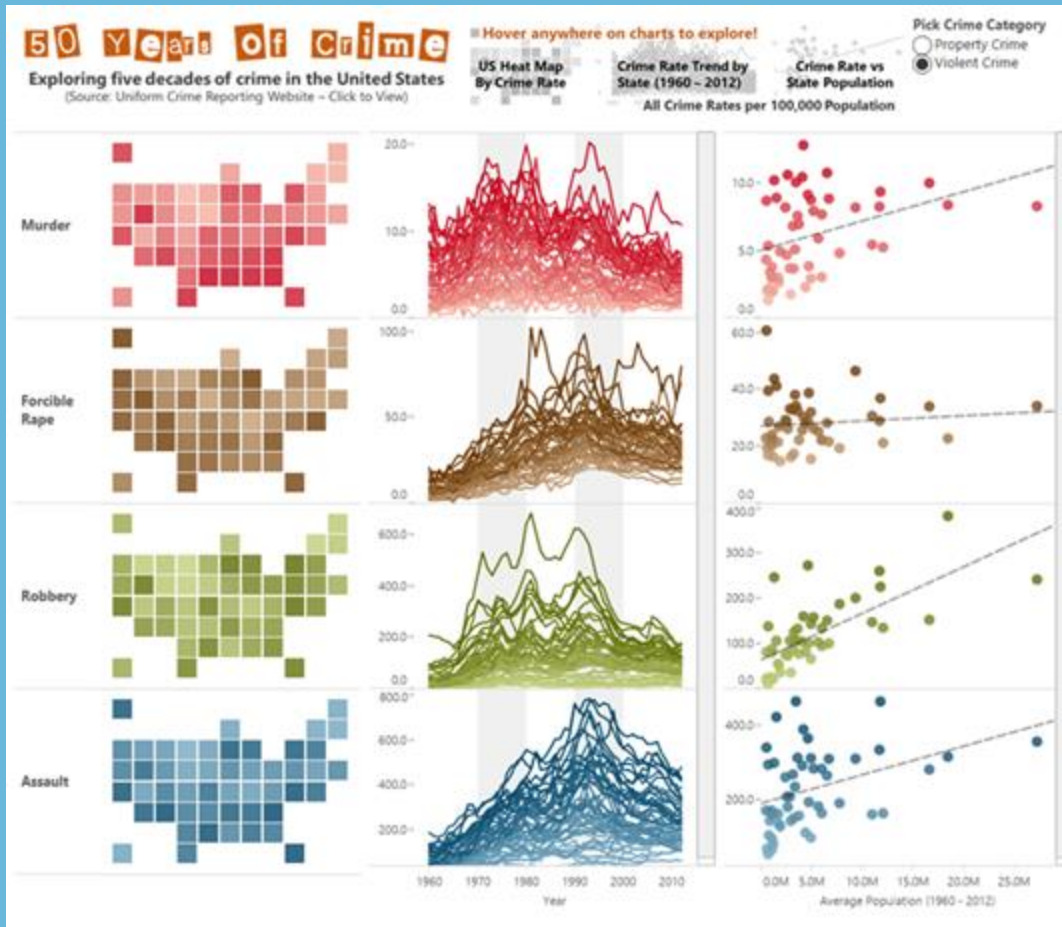 50 Years of Crime
Exploring five decades of crime in the United States
(Source: Uniform Crime Reporting Website – Click to View)
Hover anywhere on charts to explore!
US Heat Map
By Crime Rate
Crime Rate Trend by
State (1960 – 2012)
Crime Rate vs
State Population
All Crime Rates per 100,000 Population
Pick Crime Category
Property Crime
Violent Crime
Murder
20.0
10.0
0.0
10.0
5.0
0.0
Forcible
Rape
100.0
50.0
0.0
60.0
40.0
20.0
0.0
Robbery
600.0
400.0
200.0
0.0
400.0
300.0
200.0
100.0
0.0
Assault
800.0
600.0
400.0
200.0
400.0
200.0
1960 1970 1980 1990 2000 2010
Year
0.0M 5.0M 10.0M 15.0M 20.0M 25.0M
Average Population (1960 - 2012)